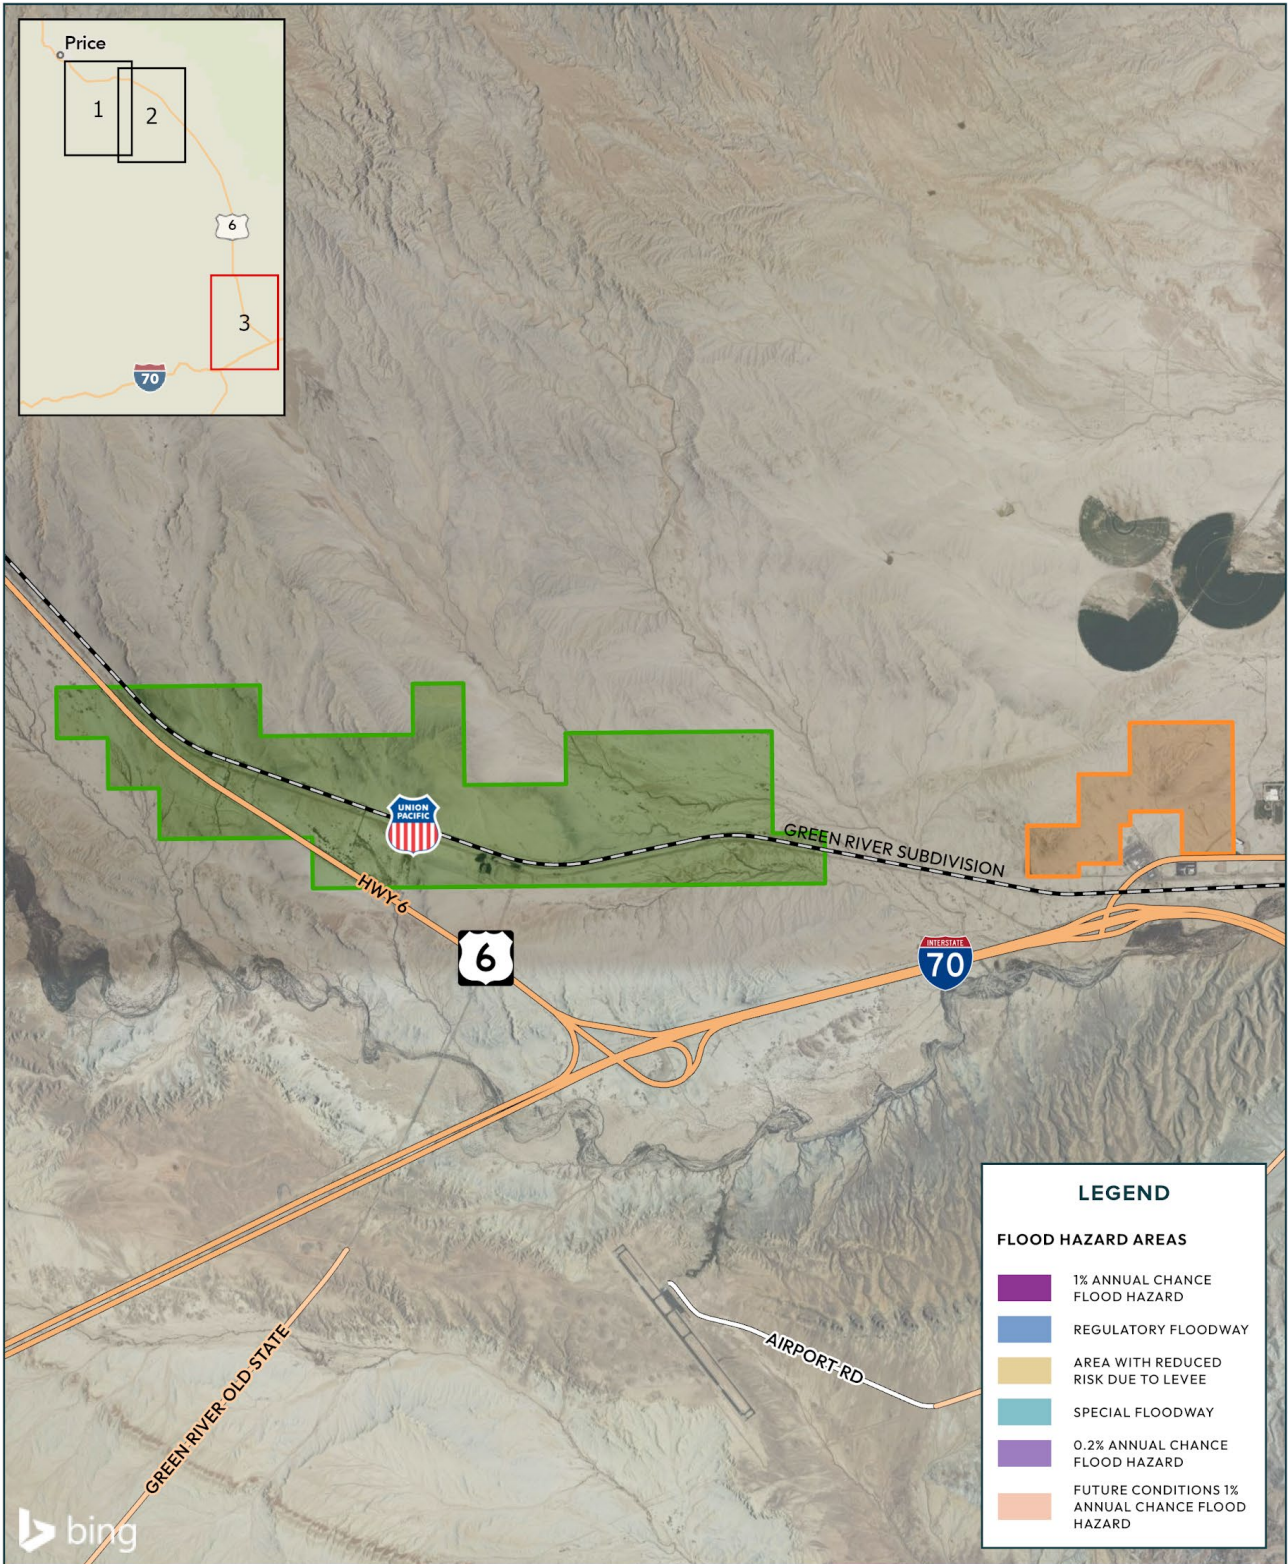 Price
1
2
6
3
70
UNION
PACIFIC
GREEN RIVER SUBDIVISION
HWY 6
6
INTERSTATE
70
AIRPORT RD
GREEN RIVER OLD STATE
LEGEND
FLOOD HAZARD AREAS
1% ANNUAL CHANCE
FLOOD HAZARD
REGULATORY FLOODWAY
AREA WITH REDUCED
RISK DUE TO LEVEE
SPECIAL FLOODWAY
0.2% ANNUAL CHANCE
FLOOD HAZARD
FUTURE CONDITIONS 1%
ANNUAL CHANCE FLOOD
HAZARD
bing